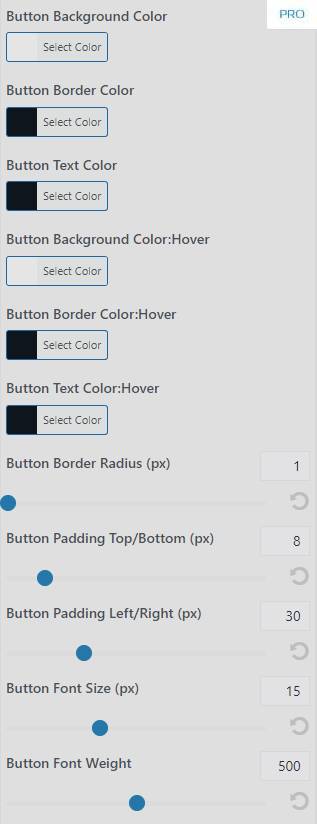 PRO
Button Background Color
Select Color
Button Border Color
Select Color
Button Text Color
Select Color
Button Background Color:Hover
Select Color
Button Border Color:Hover
Select Color
Button Text Color:Hover
Select Color
Button Border Radius (px) 1
Button Padding Top/Bottom (px) 8
Button Padding Left/Right (px) 30
Button Font Size (px) 15
Button Font Weight 500